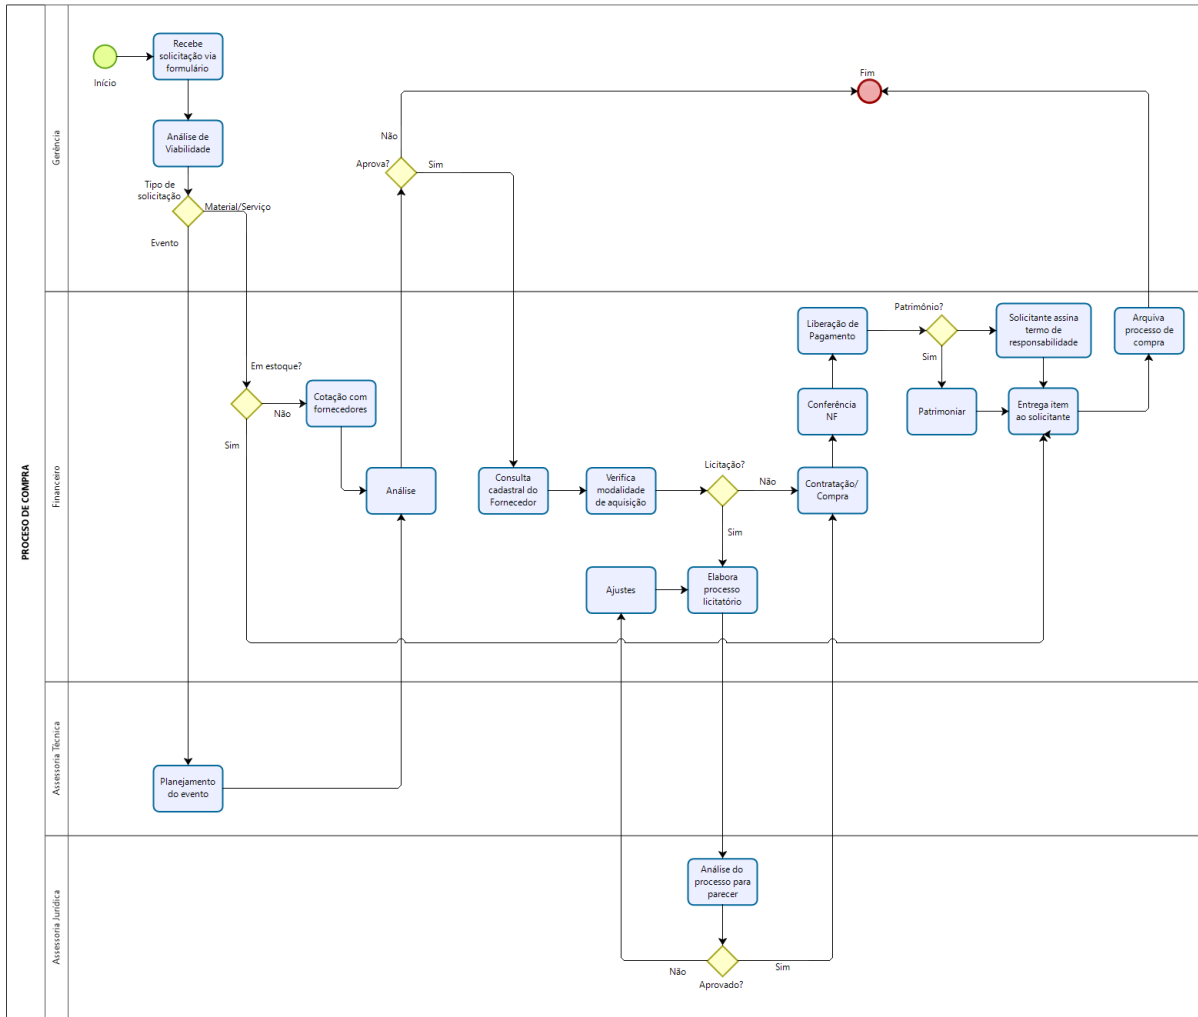 PROCESO DE COMPRA
Gerência
Início
Recebe
solicitação via
formulário
Análise de
Viabilidade
Tipo de
solicitação
Material/Serviço
Evento
Não
Aprova?
Sim
Fim
Financeiro
Em estoque?
Não
Sim
Cotação com
fornecedores
Análise
Consulta
cadastral do
Fornecedor
Verifica
modalidade
de aquisição
Licitação?
Não
Sim
Ajustes
Elabora
processo
licitatório
Contratação/
Compra
Conferência
NF
Liberação de
Pagamento
Patrimônio?
Sim
Patrimoniar
Solicitante assina
termo de
responsabilidade
Entrega item
ao solicitante
Arquiva
processo de
compra
Assessoria Técnica
Planejamento
do evento
Assessoria Jurídica
Análise do
processo para
parecer
Não
Sim
Aprovado?